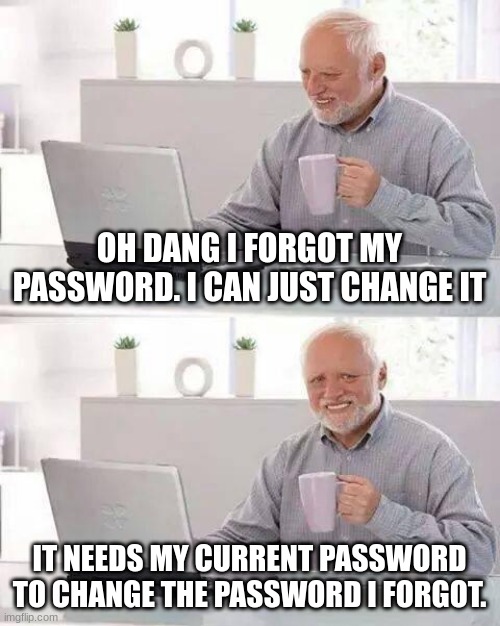 OH DANG I FORGOT MY
PASSWORD. I CAN JUST CHANGE IT
IT NEEDS MY CURRENT PASSWORD
TO CHANGE THE PASSWORD I FORGOT.
imgflip.com